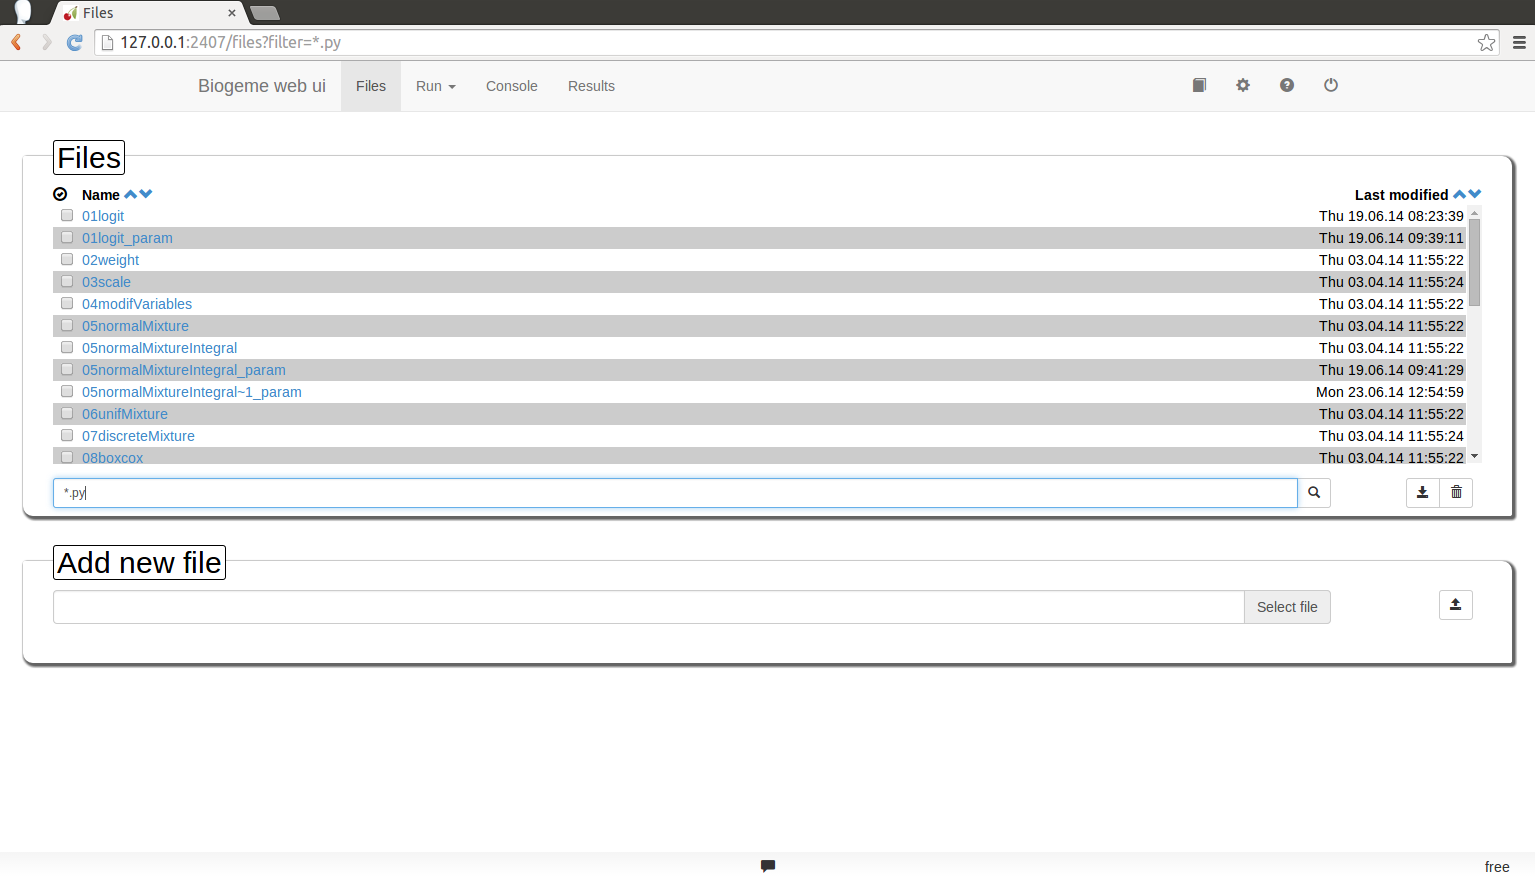 Files
127.0.0.1:2407/files?filter=*.py
Biogeme web ui Files Run Console Results
Files
Name Last modified
01logit Thu 19.06.14 08:23:39
01logit_param Thu 19.06.14 09:39:11
02weight Thu 03.04.14 11:55:22
03scale Thu 03.04.14 11:55:24
04modifVariables Thu 03.04.14 11:55:22
05normalMixture Thu 03.04.14 11:55:22
05normalMixtureIntegral Thu 03.04.14 11:55:22
05normalMixtureIntegral_param Thu 19.06.14 09:41:29
05normalMixtureIntegral~1_param Mon 23.06.14 12:54:59
06unifMixture Thu 03.04.14 11:55:22
07discreteMixture Thu 03.04.14 11:55:24
08boxcox Thu 03.04.14 11:55:22
*.py
Add new file
Select file
free